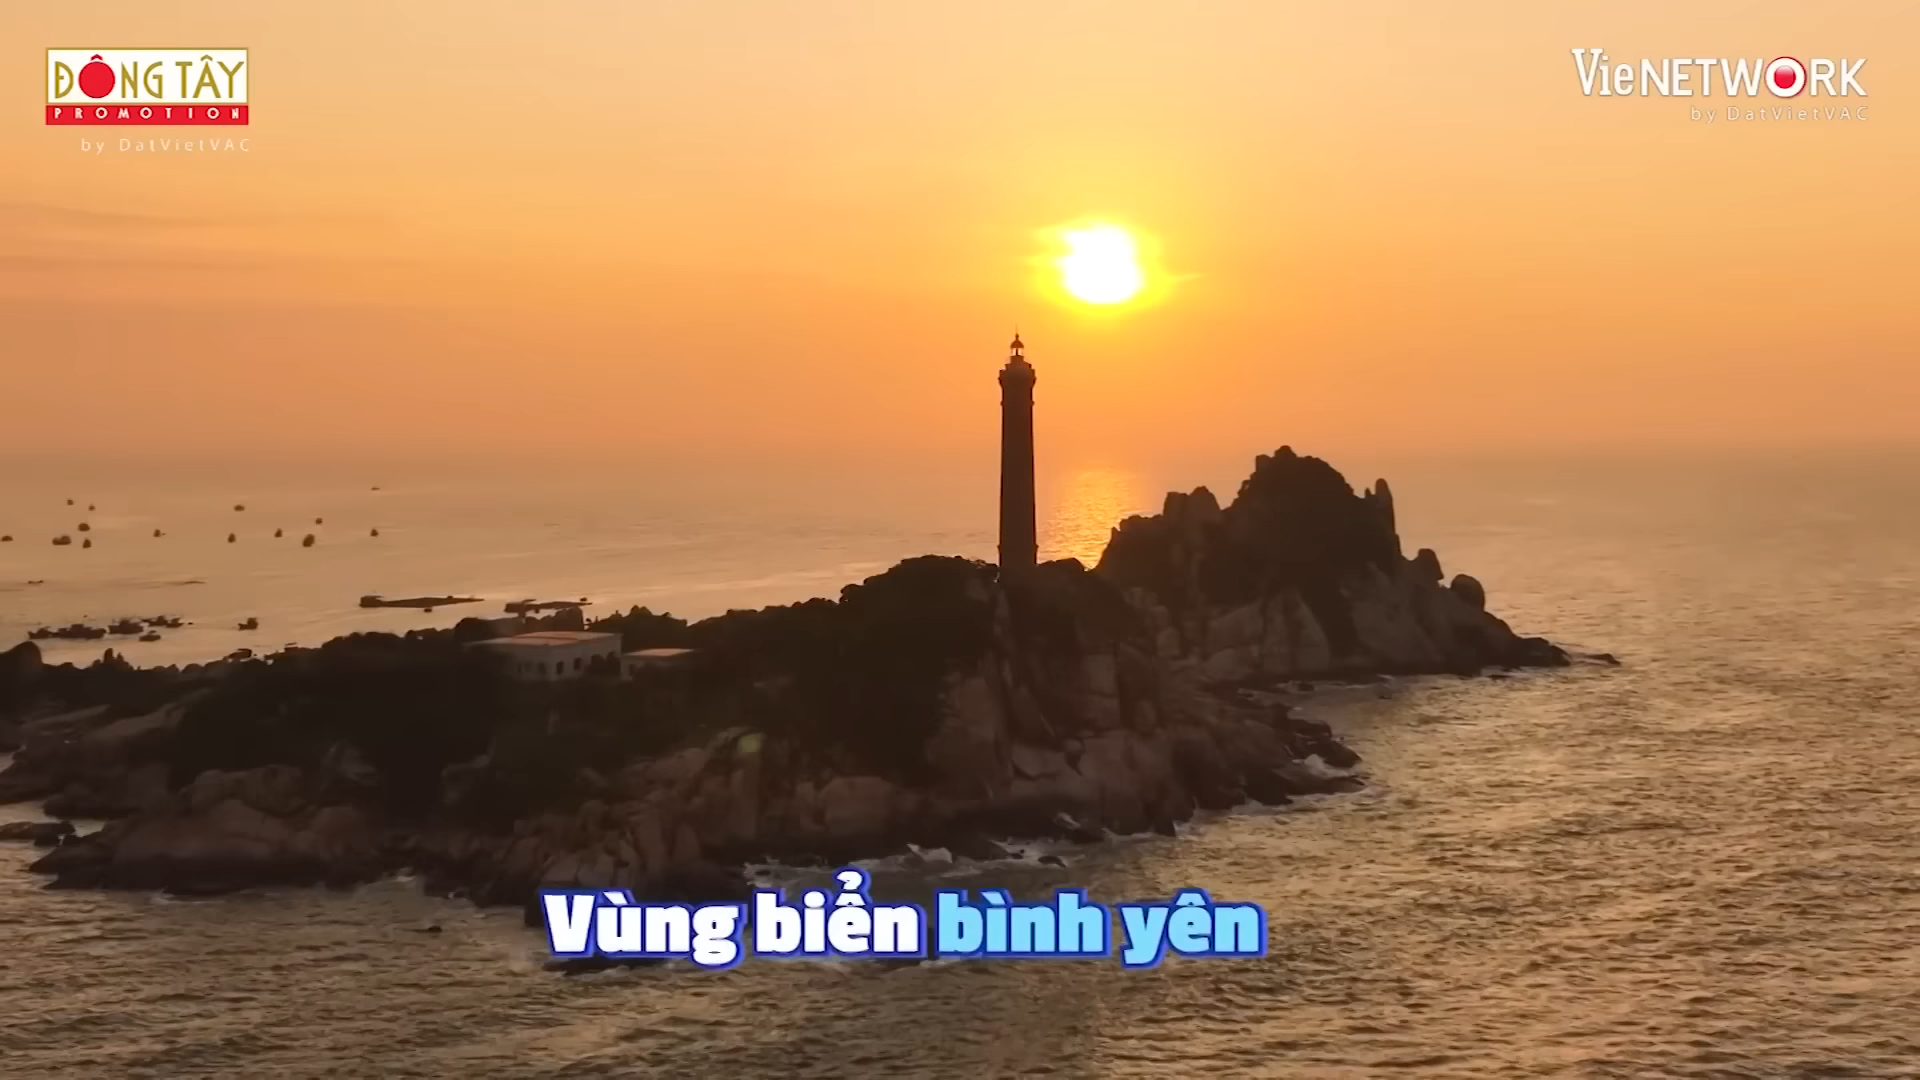 ĐÔNG TÂY
PROMOTION
by DatVietVAC
VieNETWORK
by DatVietVAC
Vùng biển bình yên